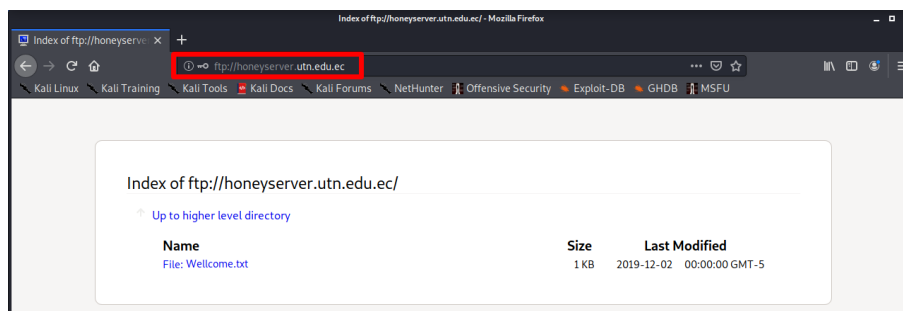 Index of ftp://honeyserver.utn.edu.ec/ - Mozilla Firefox
Index of ftp://honeyserve
ftp://honeyserver.utn.edu.ec
Kali Linux Kali Training Kali Tools Kali Docs Kali Forums NetHunter Offensive Security Exploit-DB GHDB MSFU
Index of ftp://honeyserver.utn.edu.ec/
Up to higher level directory
Name Size Last Modified
File: Wellcome.txt 1 KB 2019-12-02 00:00:00 GMT-5